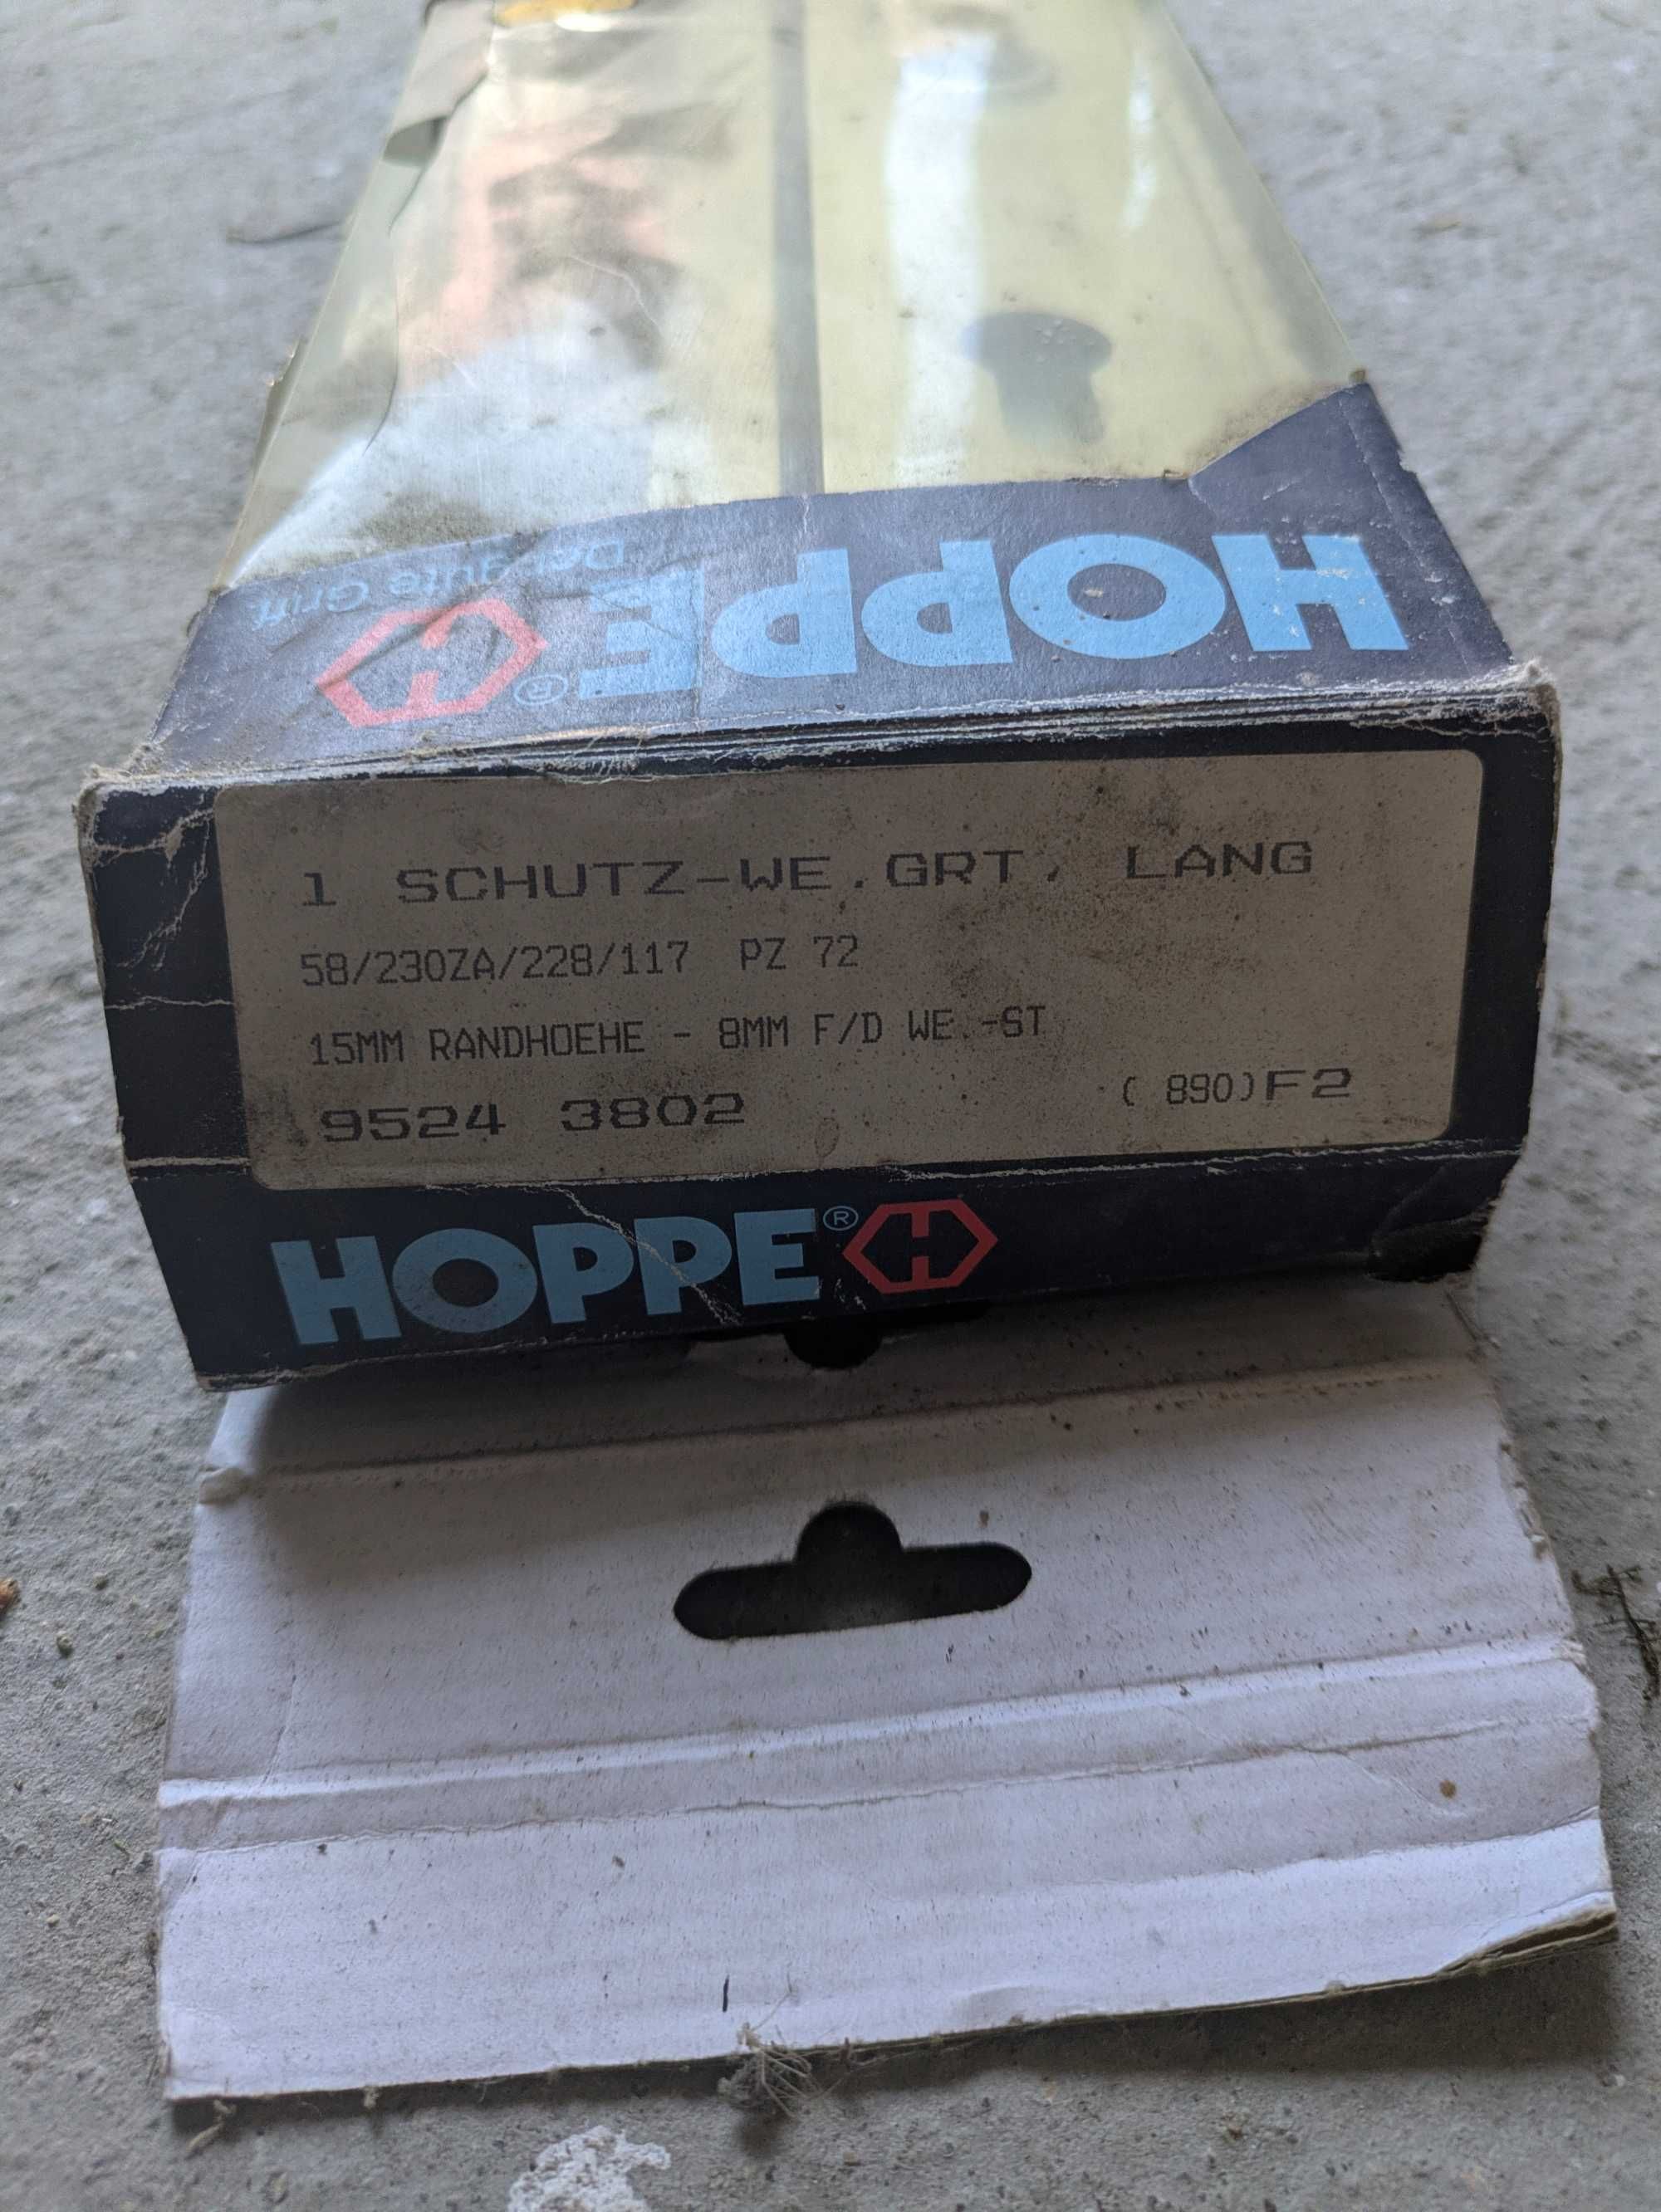 Der gute Griff.
HOPPE®
1 SCHUTZ-WE.GRT, LANG
58/230ZA/228/117 PZ 72
15MM RANDHOEHE - 8MM F/D WE.-ST
9524 3802 ( 890)F2
HOPPE®